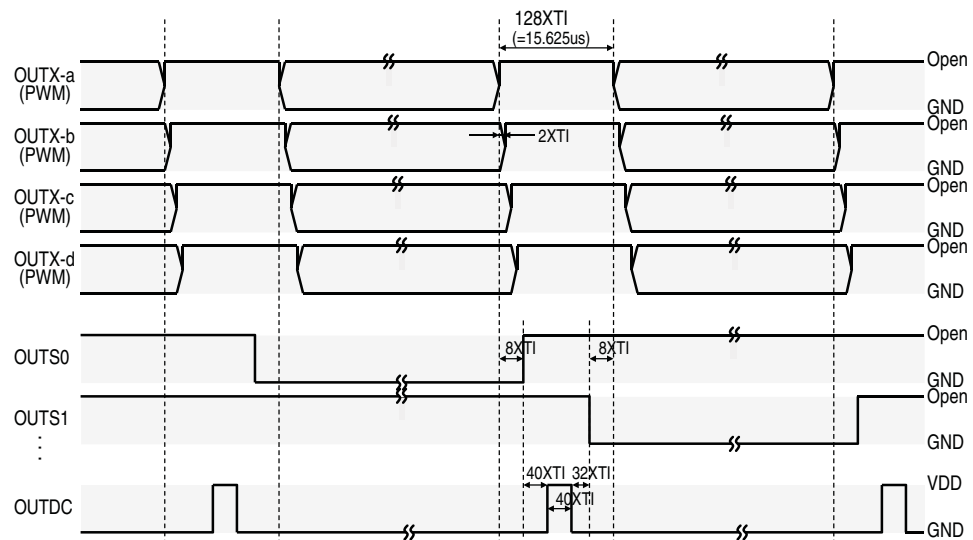 128XTI
(=15.625us)
OUTX-a
(PWM)
Open
GND
OUTX-b
(PWM)
2XTI
Open
GND
OUTX-c
(PWM)
Open
GND
OUTX-d
(PWM)
Open
GND
OUTS0
8XTI
8XTI
Open
GND
OUTS1
Open
GND
40XTI
32XTI
40XTI
OUTDC
VDD
GND